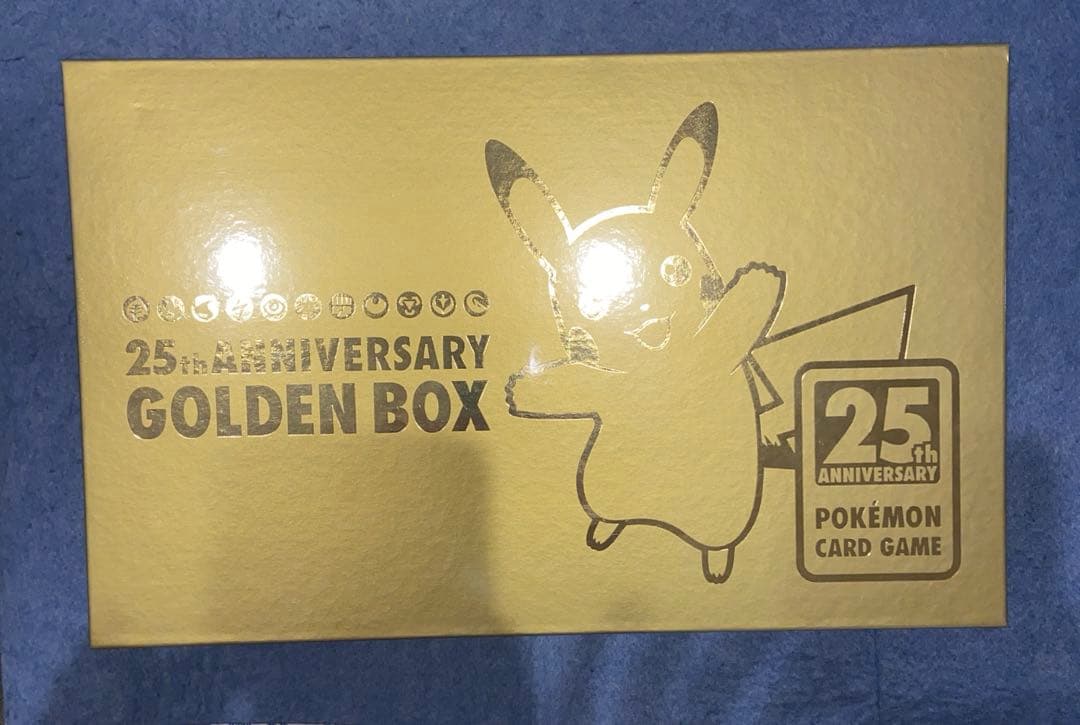 25th ANNIVERSARY
GOLDEN BOX
25th
ANNIVERSARY
POKÉMON
CARD GAME